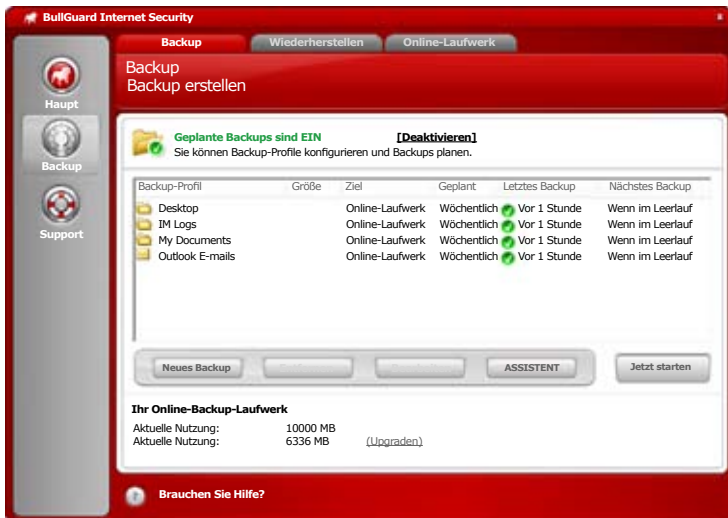 BullGuard Internet Security
Backup Wiederherstellen Online-Laufwerk
Backup
Backup erstellen
Haupt
Backup
Support
Geplante Backups sind EIN [Deaktivieren]
Sie können Backup-Profile konfigurieren und Backups planen.
Backup-Profil Größe Ziel Geplant Letztes Backup Nächstes Backup
Desktop Online-Laufwerk Wöchentlich Vor 1 Stunde Wenn im Leerlauf
IM Logs Online-Laufwerk Wöchentlich Vor 1 Stunde Wenn im Leerlauf
My Documents Online-Laufwerk Wöchentlich Vor 1 Stunde Wenn im Leerlauf
Outlook E-mails Online-Laufwerk Wöchentlich Vor 1 Stunde Wenn im Leerlauf
Neues Backup ASSISTENT Jetzt starten
Ihr Online-Backup-Laufwerk
Aktuelle Nutzung: 10000 MB
Aktuelle Nutzung: 6336 MB (Upgraden)
Brauchen Sie Hilfe?